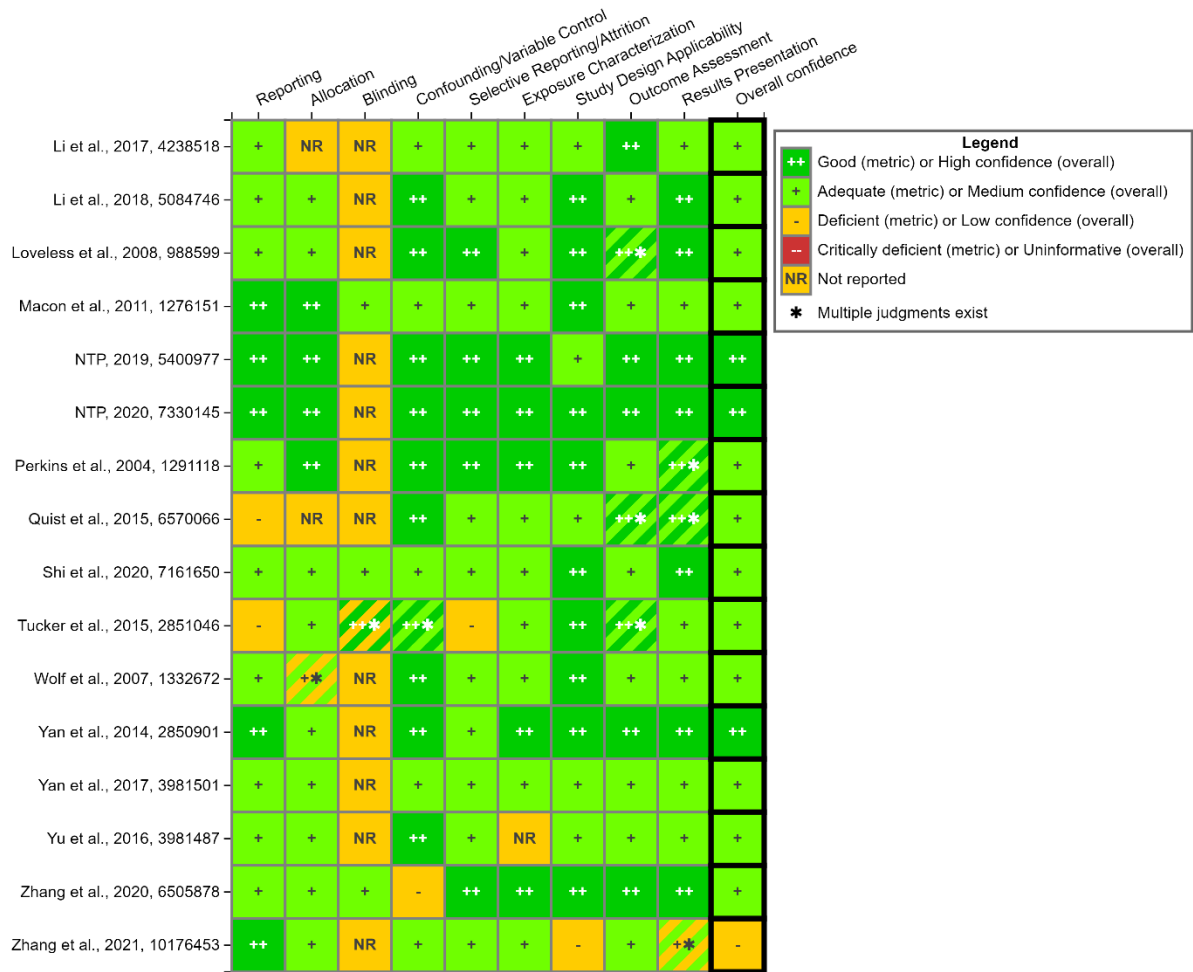 Reporting
Allocation
Blinding
Confounding/Variable Control
Selective Reporting/Attrition
Exposure Characterization
Study Design Applicability
Outcome Assessment
Results Presentation
Overall confidence
Li et al., 2017, 4238518 + NR NR + + + + ++ + +
Li et al., 2018, 5084746 + + NR ++ + + ++ + ++ +
Loveless et al., 2008, 988599 + + NR ++ ++ + ++ ++✱ ++ +
Macon et al., 2011, 1276151 ++ ++ + + + + ++ + + +
NTP, 2019, 5400977 ++ ++ NR ++ ++ ++ + ++ ++ ++
NTP, 2020, 7330145 ++ ++ NR ++ ++ ++ ++ ++ ++ ++
Perkins et al., 2004, 1291118 + ++ NR ++ ++ ++ ++ + ++✱ +
Quist et al., 2015, 6570066 - NR NR ++ + + + ++✱ ++✱ +
Shi et al., 2020, 7161650 + + + + + + ++ + ++ +
Tucker et al., 2015, 2851046 - + ++✱ ++✱ - + ++ ++✱ + +
Wolf et al., 2007, 1332672 + +✱ NR ++ + + ++ + + +
Yan et al., 2014, 2850901 ++ + NR ++ + ++ ++ ++ ++ ++
Yan et al., 2017, 3981501 + + NR + + + + + + +
Yu et al., 2016, 3981487 + + NR ++ + NR + + + +
Zhang et al., 2020, 6505878 + + + - ++ ++ ++ ++ ++ +
Zhang et al., 2021, 10176453 ++ + NR + + + - + +✱ -
Legend
++ Good (metric) or High confidence (overall)
+ Adequate (metric) or Medium confidence (overall)
- Deficient (metric) or Low confidence (overall)
-- Critically deficient (metric) or Uninformative (overall)
NR Not reported
✱ Multiple judgments exist